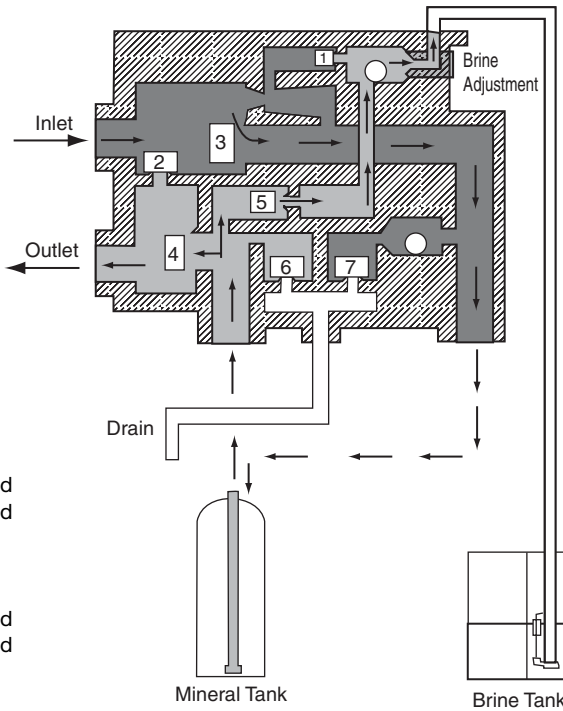 1
Brine
Adjustment
Inlet
3
2
5
Outlet
4
6
7
Drain
d
d
d
d
Mineral Tank
Brine Tank